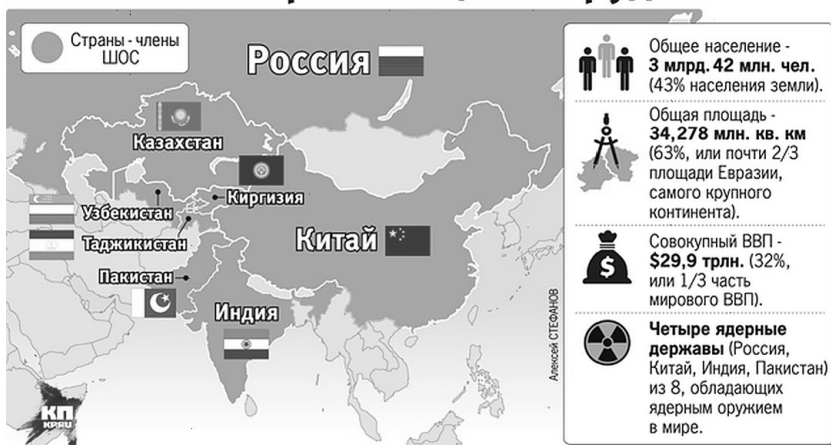 Страны - члены
ШОС
Россия
Казахстан
Киргизия
Узбекистан
Таджикистан
Китай
Пакистан
Индия
Алексей СТЕФАНОВ
КП
KP.RU
Общее население -
3 млрд. 42 млн. чел.
(43% населения земли).
Общая площадь -
34,278 млн. кв. км
(63%, или почти 2/3
площади Евразии,
самого крупного
континента).
Совокупный ВВП -
$29,9 трлн. (32%,
или 1/3 часть
мирового ВВП).
Четыре ядерные
державы (Россия,
Китай, Индия, Пакистан)
из 8, обладающих
ядерным оружием
в мире.